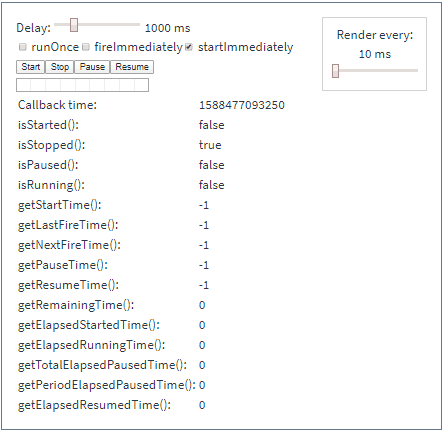 Delay: 1000 ms
runOnce fireImmediately startImmediately
Start Stop Pause Resume
Render every:
10 ms
Callback time: 1588477093250
isStarted(): false
isStopped(): true
isPaused(): false
isRunning(): false
getStartTime(): -1
getLastFireTime(): -1
getNextFireTime(): -1
getPauseTime(): -1
getResumeTime(): -1
getRemainingTime(): 0
getElapsedStartedTime(): 0
getElapsedRunningTime(): 0
getTotalElapsedPausedTime(): 0
getPeriodElapsedPausedTime(): 0
getElapsedResumedTime(): 0